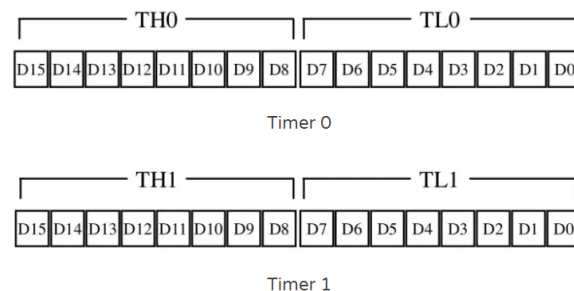 TH0 TL0
D15 D14 D13 D12 D11 D10 D9 D8 D7 D6 D5 D4 D3 D2 D1 D0
Timer 0
TH1 TL1
D15 D14 D13 D12 D11 D10 D9 D8 D7 D6 D5 D4 D3 D2 D1 D0
Timer 1